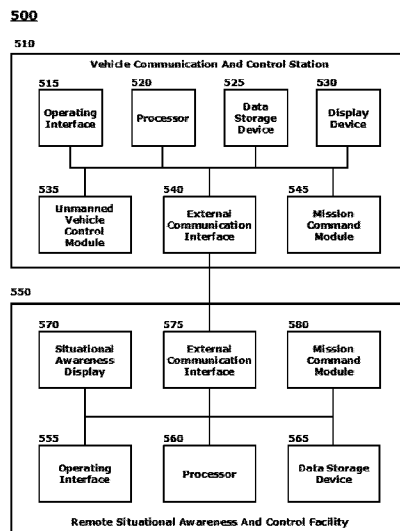 500
510
Vehicle Communication And Control Station
515 520 525 530
Operating
Interface
Processor
Data
Storage
Device
Display
Device
535 540 545
Unmanned
Vehicle
Control
Module
External
Communication
Interface
Mission
Command
Module
550
570 575 580
Situational
Awareness
Display
External
Communication
Interface
Mission
Command
Module
555 560 565
Operating
Interface
Processor
Data Storage
Device
Remote Situational Awareness And Control Facility